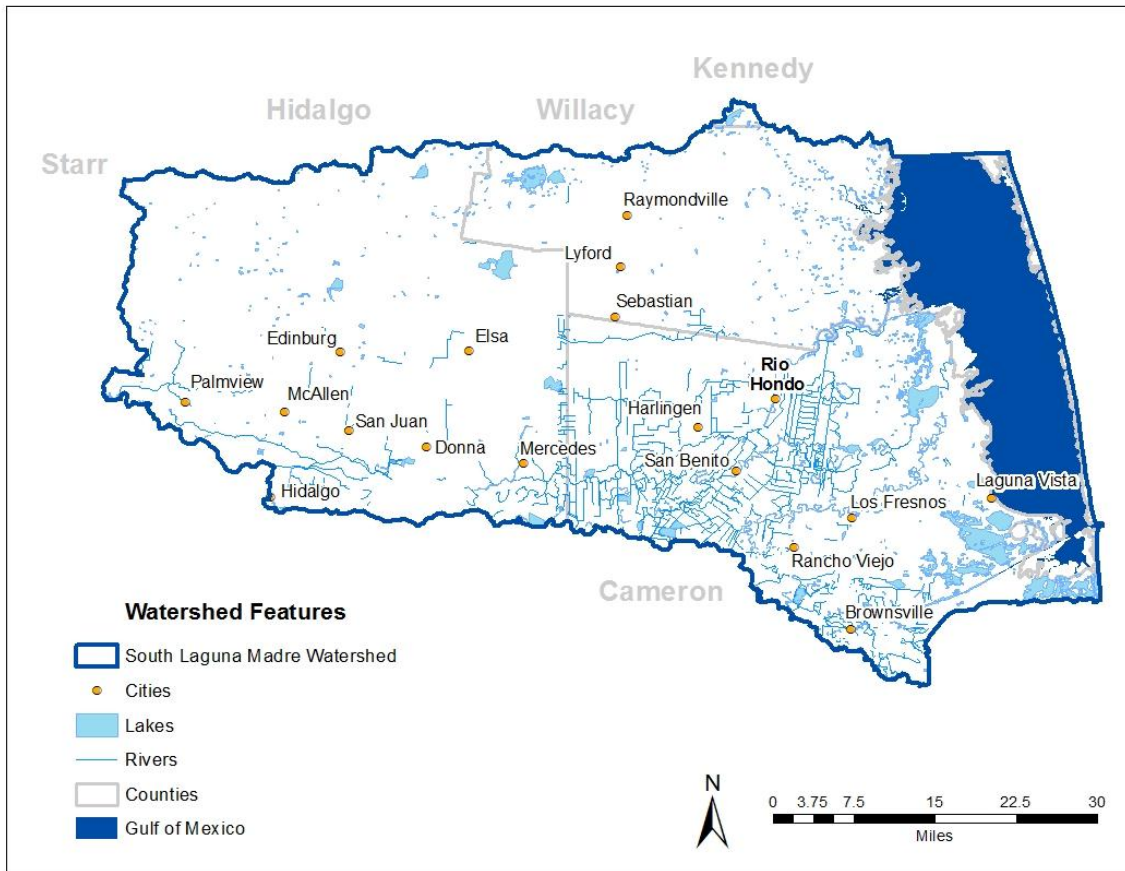 Kennedy
Hidalgo
Willacy
Starr
Raymondville
Lyford
Sebastian
Edinburg
Elsa
Rio
Hondo
Palmview
McAllen
Harlingen
San Juan
Donna
Mercedes
San Benito
Laguna Vista
Hidalgo
Los Fresnos
Rancho Viejo
Cameron
Brownsville
Watershed Features
South Laguna Madre Watershed
Cities
Lakes
Rivers
Counties
Gulf of Mexico
N
0 3.75 7.5 15 22.5 30
Miles